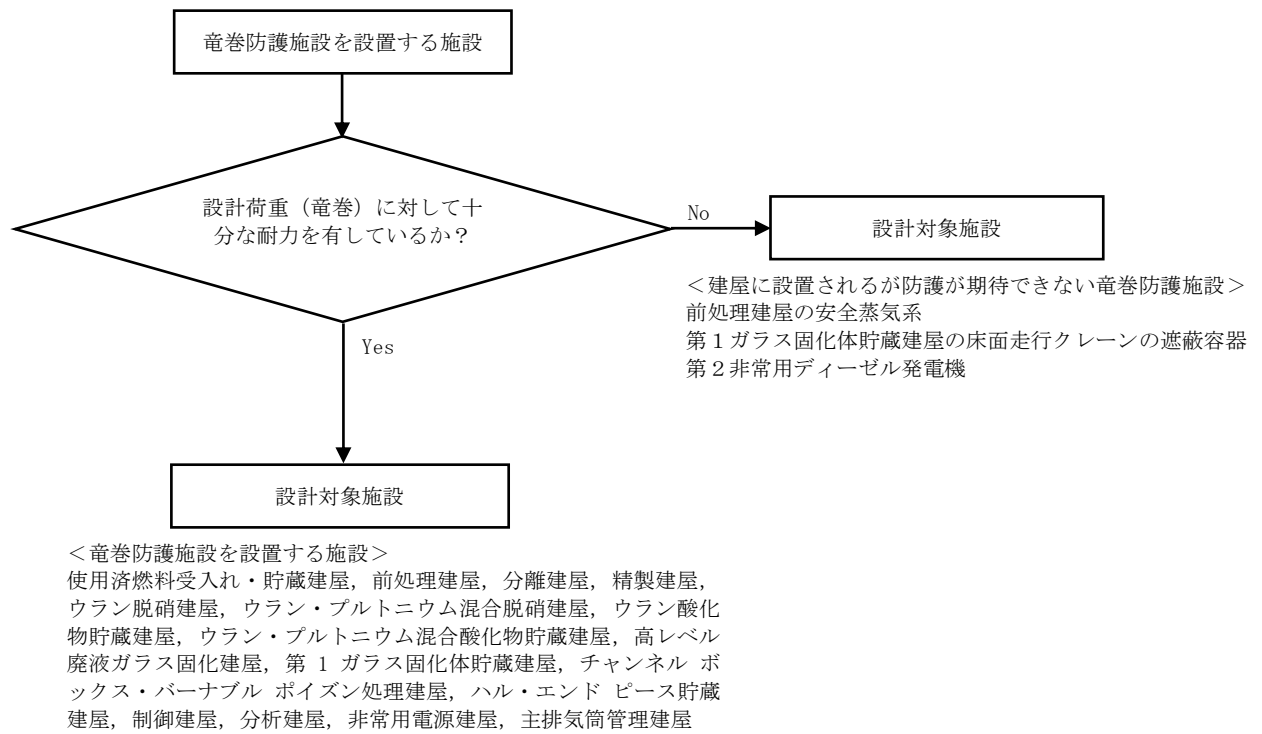 竜巻防護施設を設置する施設
設計荷重（竜巻）に対して十
分な耐力を有しているか？
No
設計対象施設
＜建屋に設置されるが防護が期待できない竜巻防護施設＞
前処理建屋の安全蒸気系
第１ガラス固化体貯蔵建屋の床面走行クレーンの遮蔽容器
第２非常用ディーゼル発電機
Yes
設計対象施設
＜竜巻防護施設を設置する施設＞
使用済燃料受入れ・貯蔵建屋，前処理建屋，分離建屋，精製建屋，
ウラン脱硝建屋，ウラン・プルトニウム混合脱硝建屋，ウラン酸化
物貯蔵建屋，ウラン・プルトニウム混合酸化物貯蔵建屋，高レベル
廃液ガラス固化建屋，第 1 ガラス固化体貯蔵建屋，チャンネル ボ
ックス・バーナブル ポイズン処理建屋，ハル・エンド ピース貯蔵
建屋，制御建屋，分析建屋，非常用電源建屋，主排気筒管理建屋